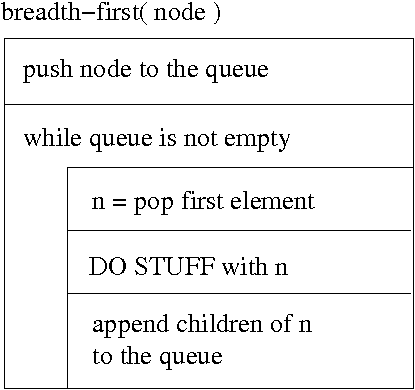 breadth−first( node )
push node to the queue
while queue is not empty
n = pop first element
DO STUFF with n
append children of n
to the queue